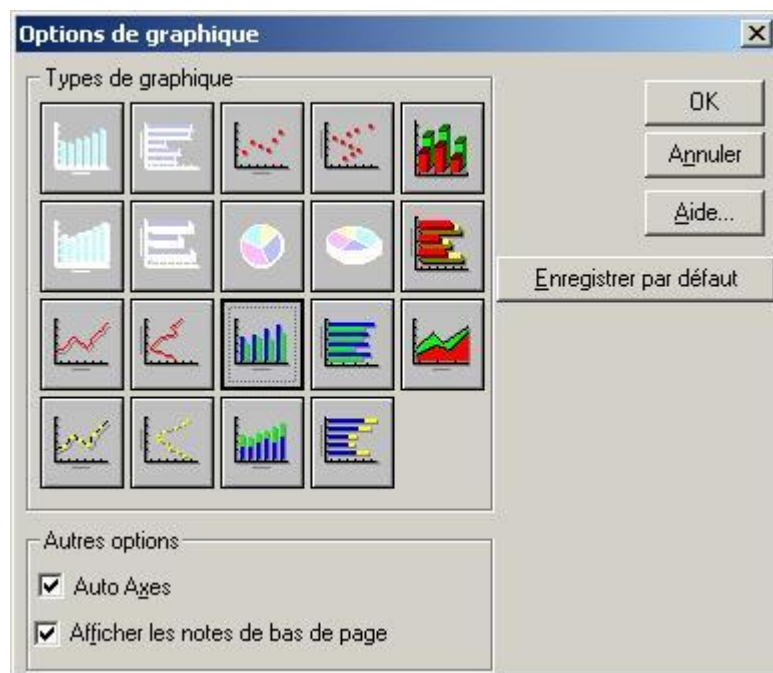 Options de graphique
Types de graphique
OK
Annuler
Aide...
Enregistrer par défaut
Autres options
Auto Axes
Afficher les notes de bas de page